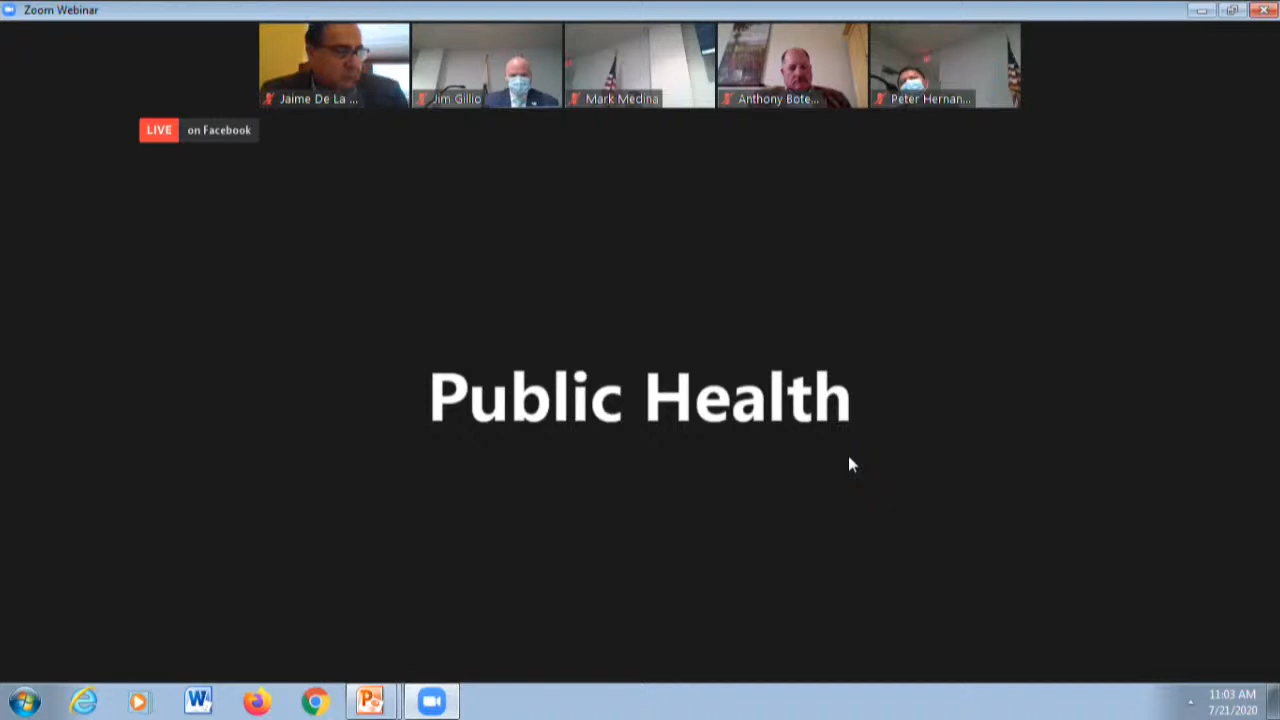 Zoom Webinar
Jaime De La ...
Jim Gillio
Mark Medina
Anthony Bote...
Peter Hernan...
LIVE on Facebook
Public Health
11:03 AM
7/21/2020